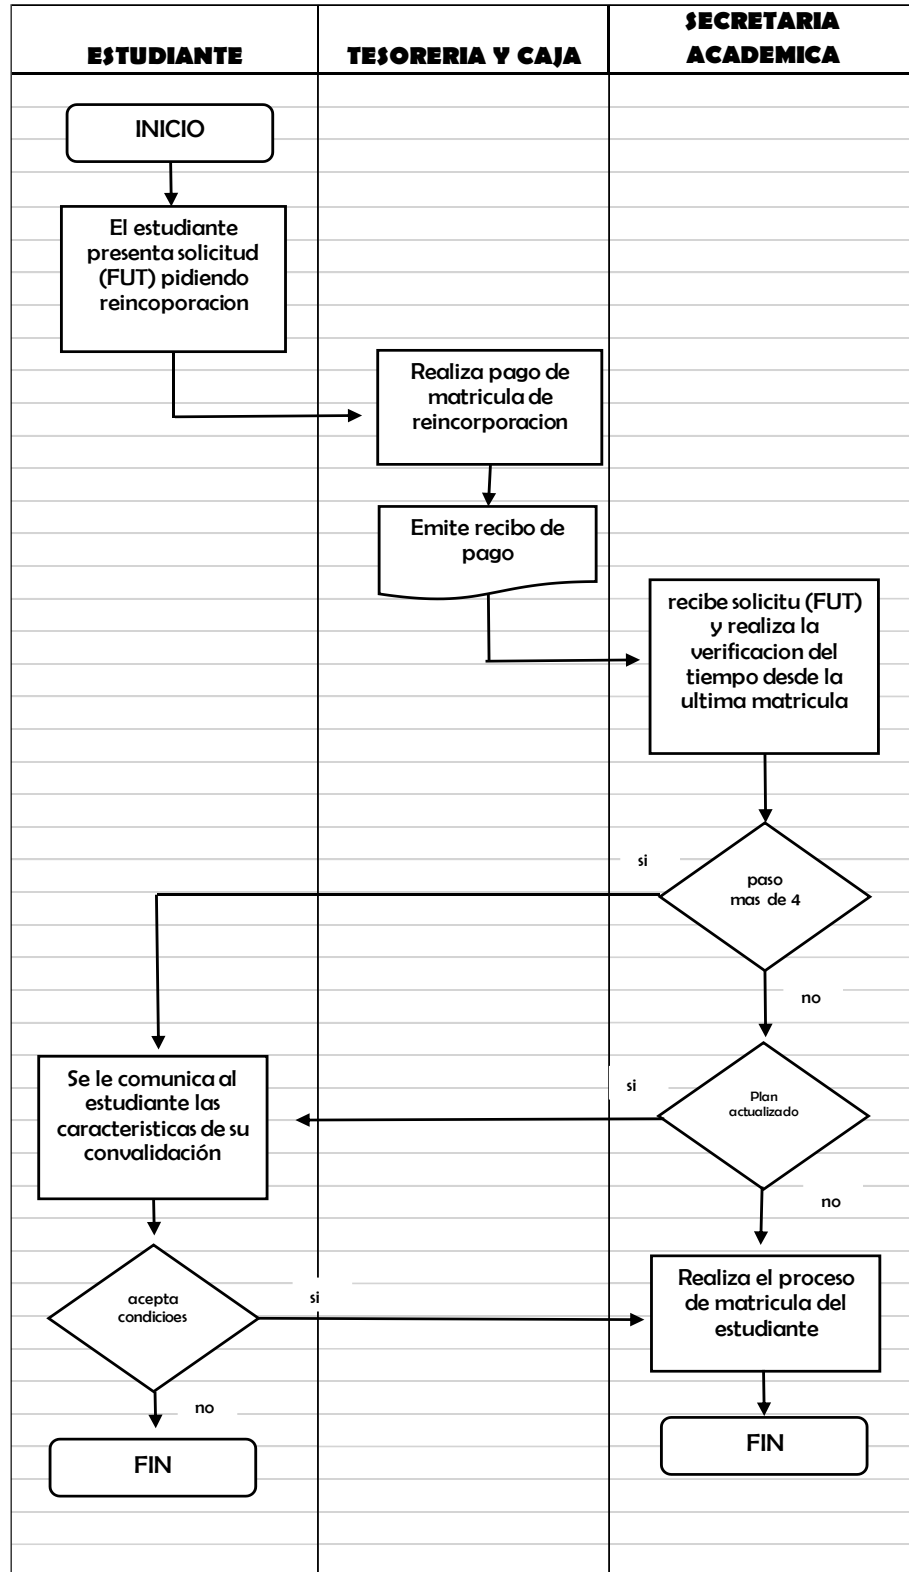 ESTUDIANTE
TESORERIA Y CAJA
SECRETARIA
ACADEMICA
INICIO
El estudiante
presenta solicitud
(FUT) pidiendo
reincoporacion
Realiza pago de
matricula de
reincorporacion
Emite recibo de
pago
recibe solicitu (FUT)
y realiza la
verificacion del
tiempo desde la
ultima matricula
si
paso
mas de 4
no
Se le comunica al
estudiante las
caracteristicas de su
convalidación
si
Plan
actualizado
no
acepta
condicioes
si
Realiza el proceso
de matricula del
estudiante
no
FIN
FIN